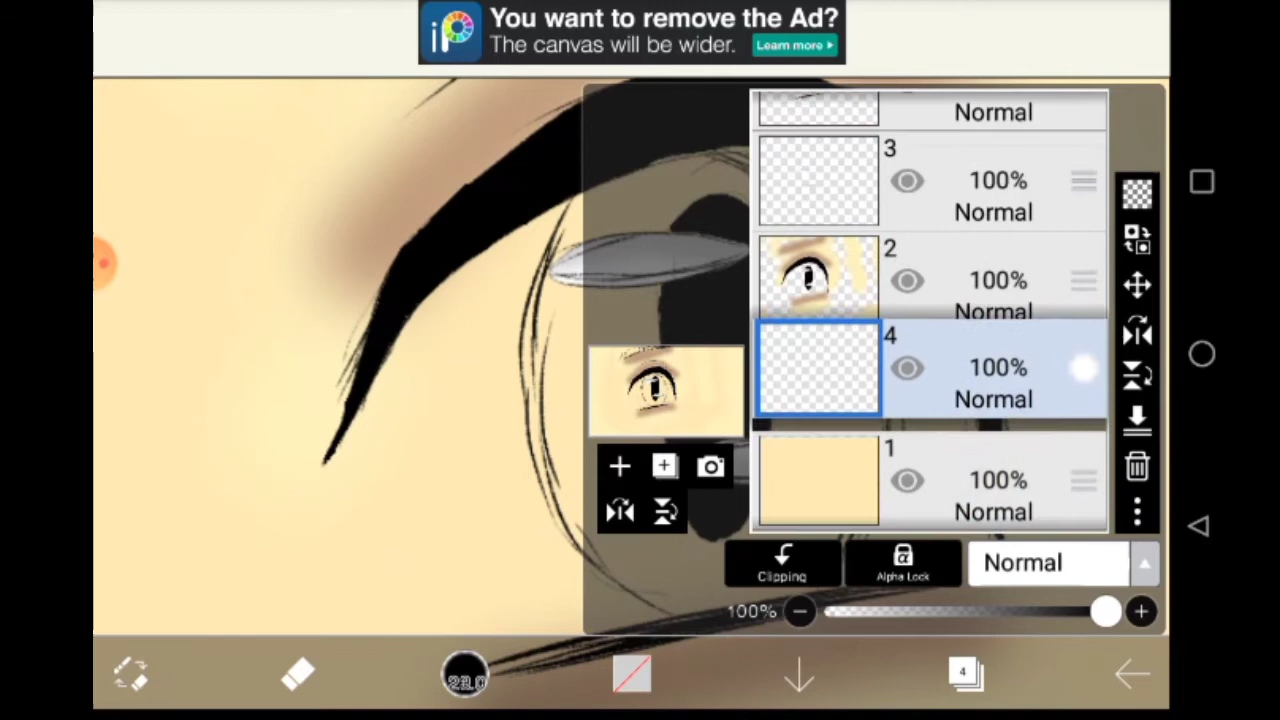 iP
You want to remove the Ad?
The canvas will be wider.
Learn more
Normal
3
100%
Normal
2
100%
Normal
4
100%
Normal
1
100%
Normal
Clipping
α
Alpha Lock
Normal
100%
4